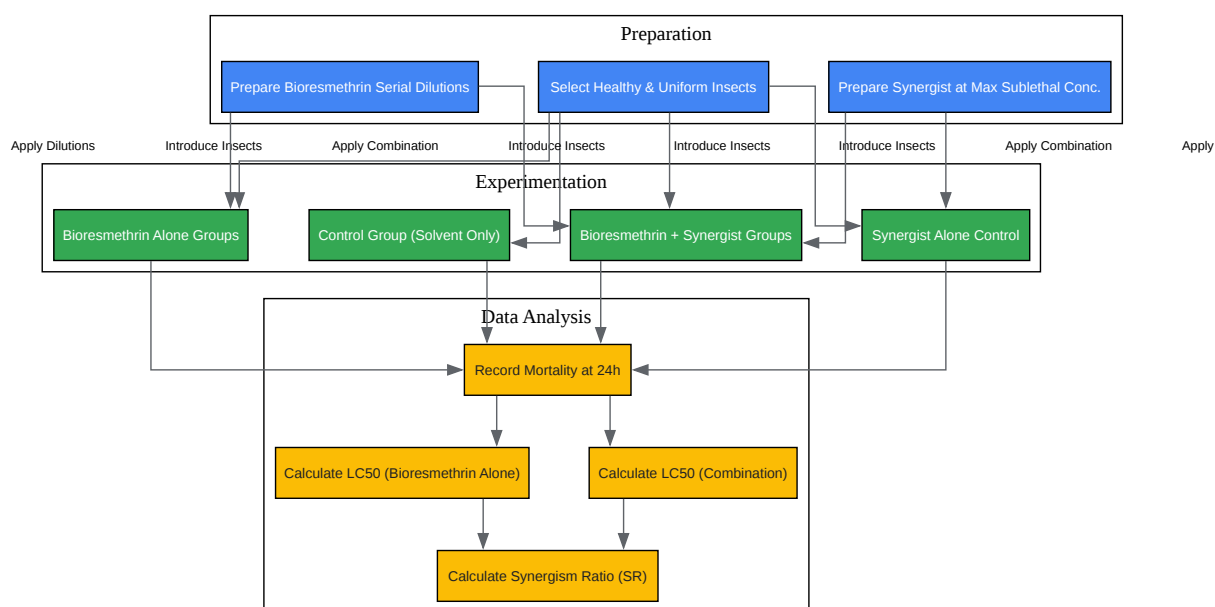 Preparation
Prepare Bioresmethrin Serial Dilutions
Select Healthy & Uniform Insects
Prepare Synergist at Max Sublethal Conc.
Apply Dilutions
Introduce Insects
Apply Combination
Introduce Insects
Introduce Insects
Introduce Insects
Apply Combination
Apply
Experimentation
Bioresmethrin Alone Groups
Control Group (Solvent Only)
Bioresmethrin + Synergist Groups
Synergist Alone Control
Data Analysis
Record Mortality at 24h
Calculate LC50 (Bioresmethrin Alone)
Calculate LC50 (Combination)
Calculate Synergism Ratio (SR)